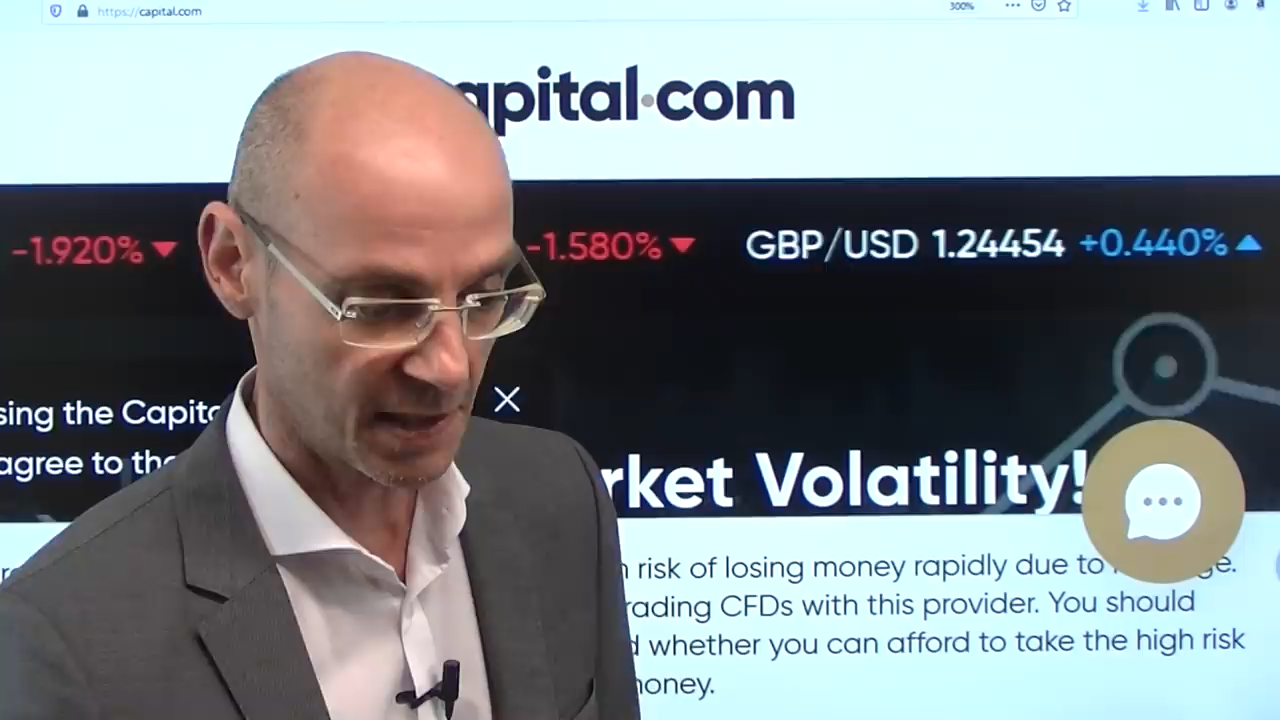 https://capital.com
300%
apital.com
-1.920%
-1.580%
GBP/USD 1.24454 +0.440%
sing the Capit
agree to the
rket Volatility!
risk of losing money rapidly due to
rading CFDs with this provider. You should
whether you can afford to take the high risk
oney.